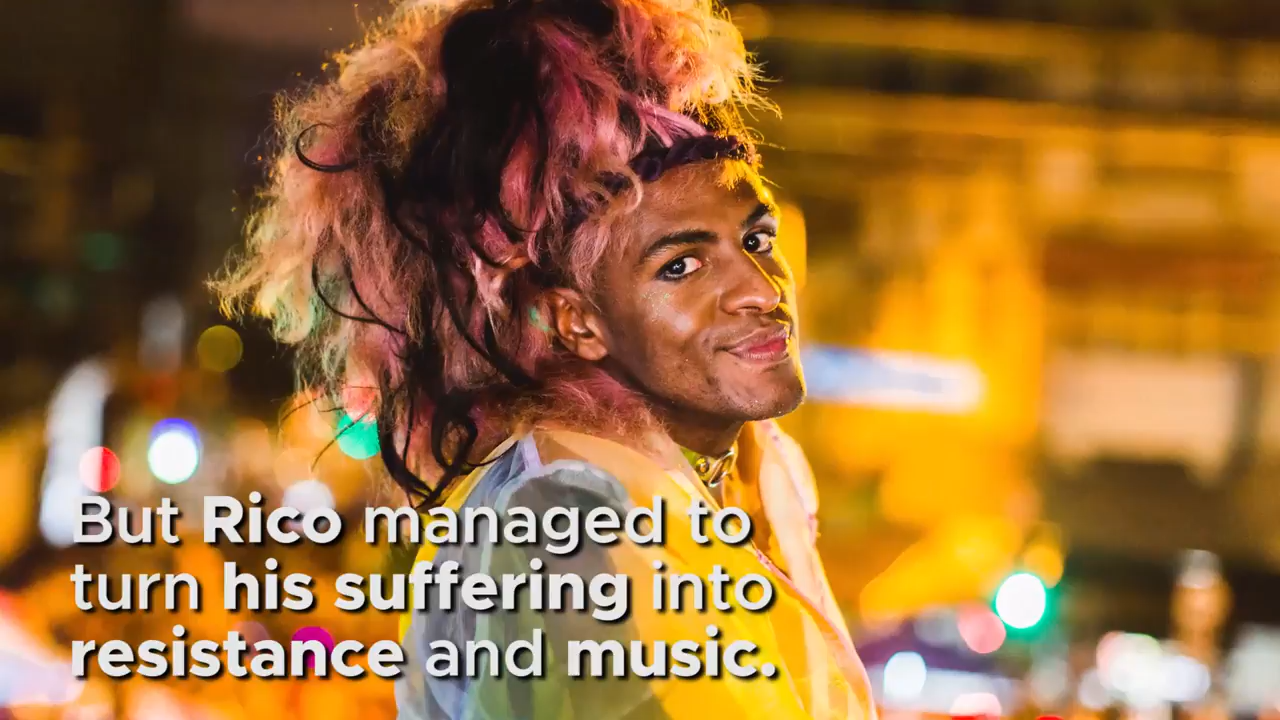 But Rico managed to
turn his suffering into
resistance and music.